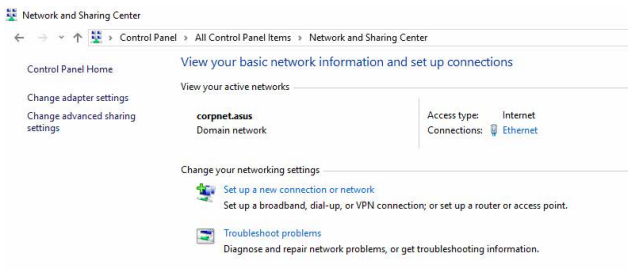 Network and Sharing Center
Control Panel › All Control Panel Items › Network and Sharing Center
Control Panel Home
Change adapter settings
Change advanced sharing
settings
View your basic network information and set up connections
View your active networks
corpnet.asus
Domain network
Access type: Internet
Connections: Ethernet
Change your networking settings
Set up a new connection or network
Set up a broadband, dial-up, or VPN connection; or set up a router or access point.
Troubleshoot problems
Diagnose and repair network problems, or get troubleshooting information.